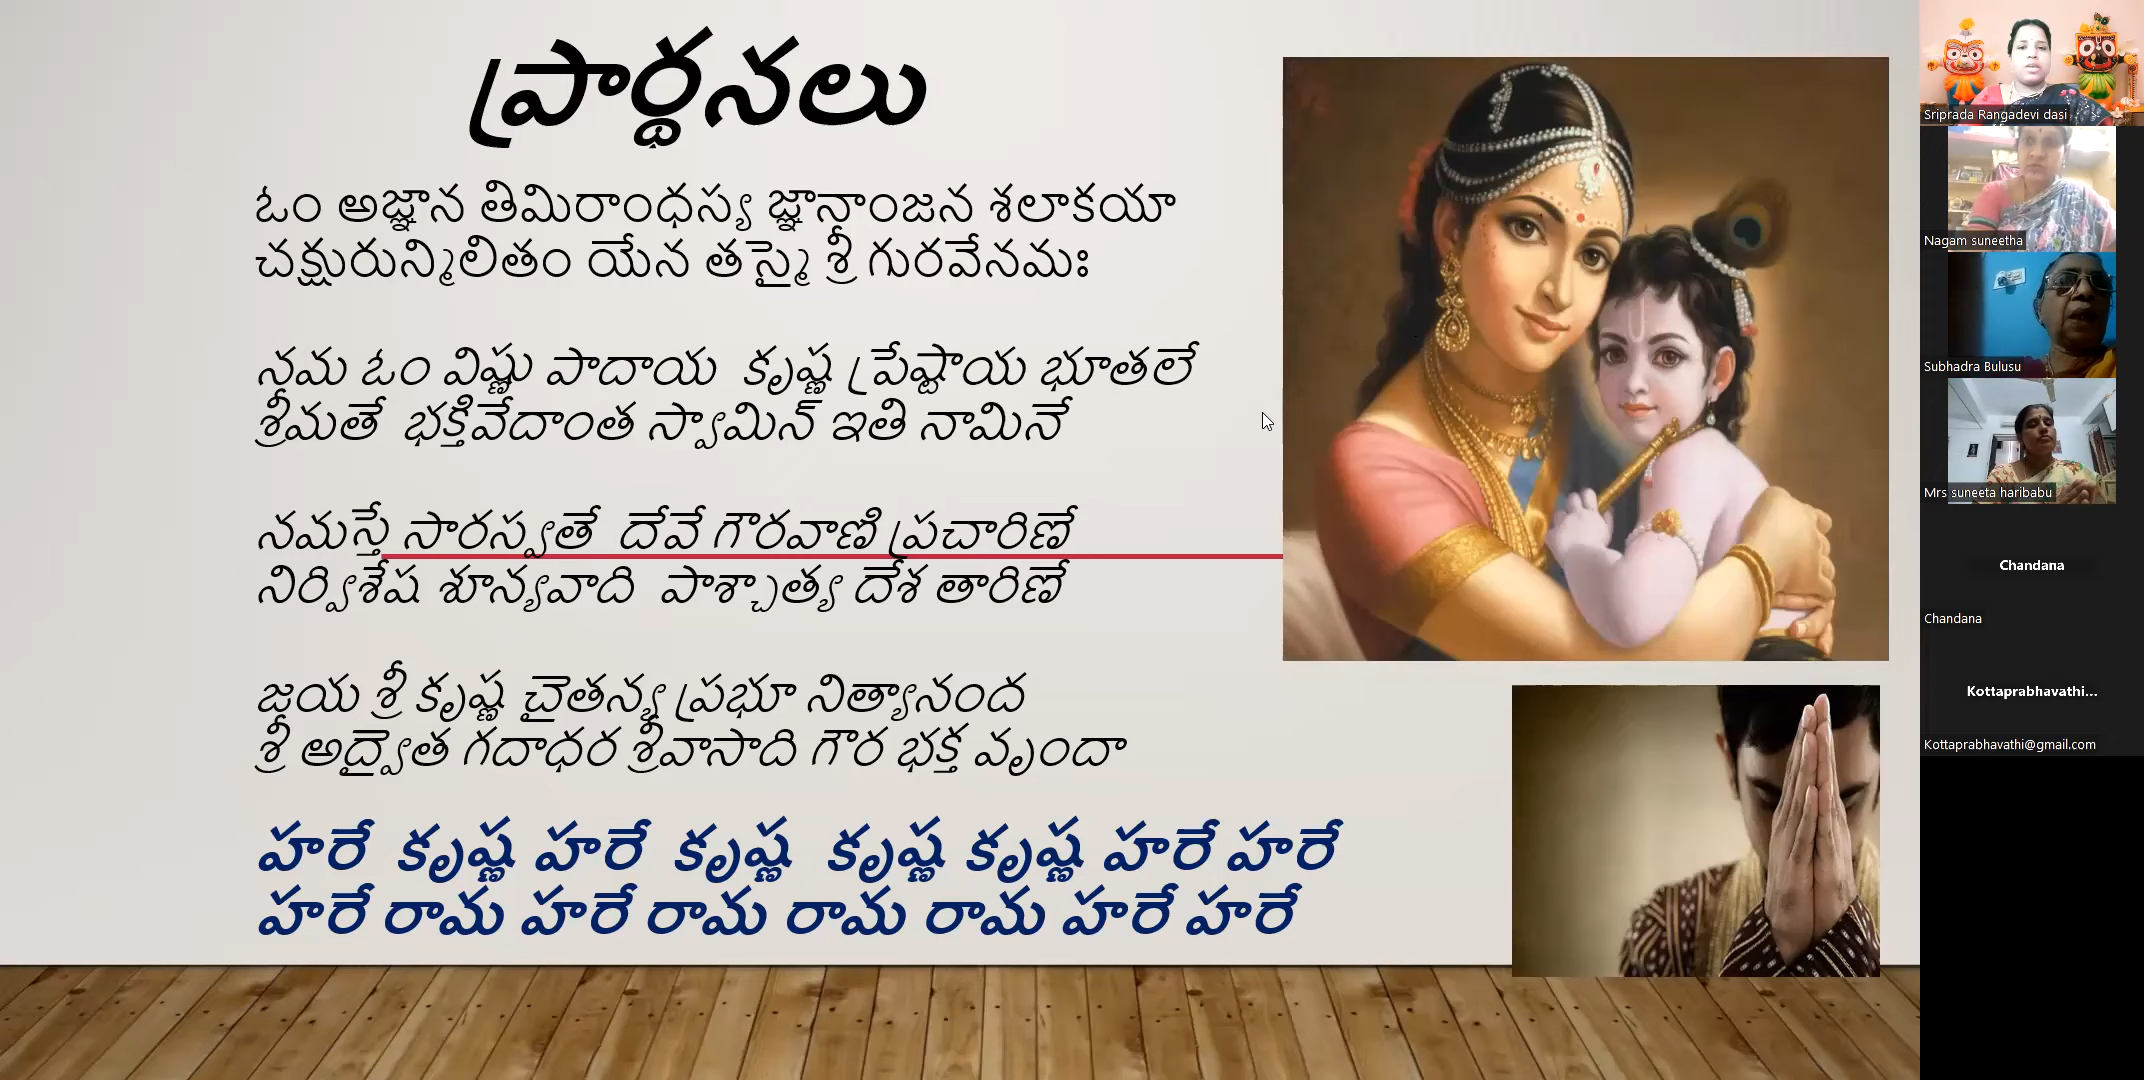 ప్రార్థనలు
ఓం అజ్ఞాన తిమిరాంధస్య జ్ఞానాంజన శలాకయా
చక్షురున్మిలితం యేన తస్మై శ్రీ గురవేనమః
నమ ఓం విష్ణు పాదాయ కృష్ణ ప్రేష్టాయ భూతలే
శ్రీమతే భక్తివేదాంత స్వామిన్ ఇతి నామినే
నమస్తే సారస్వతే దేవే గౌరవాణి ప్రచారిణే
నిర్విశేష శూన్యవాది పాశ్చాత్య దేశ తారిణే
జయ శ్రీ కృష్ణ చైతన్య ప్రభూ నిత్యానంద
శ్రీ అద్వైత గదాధర శ్రీవాసాది గౌర భక్త వృందా
హరే కృష్ణ హరే కృష్ణ కృష్ణ కృష్ణ హరే హరే
హరే రామ హరే రామ రామ రామ హరే హరే
Sriprada Rangadevi dasi
Nagam suneetha
Subhadra Bulusu
Mrs suneeta haribabu
Chandana
Chandana
Kottaprabhavathi...
Kottaprabhavathi@gmail.com